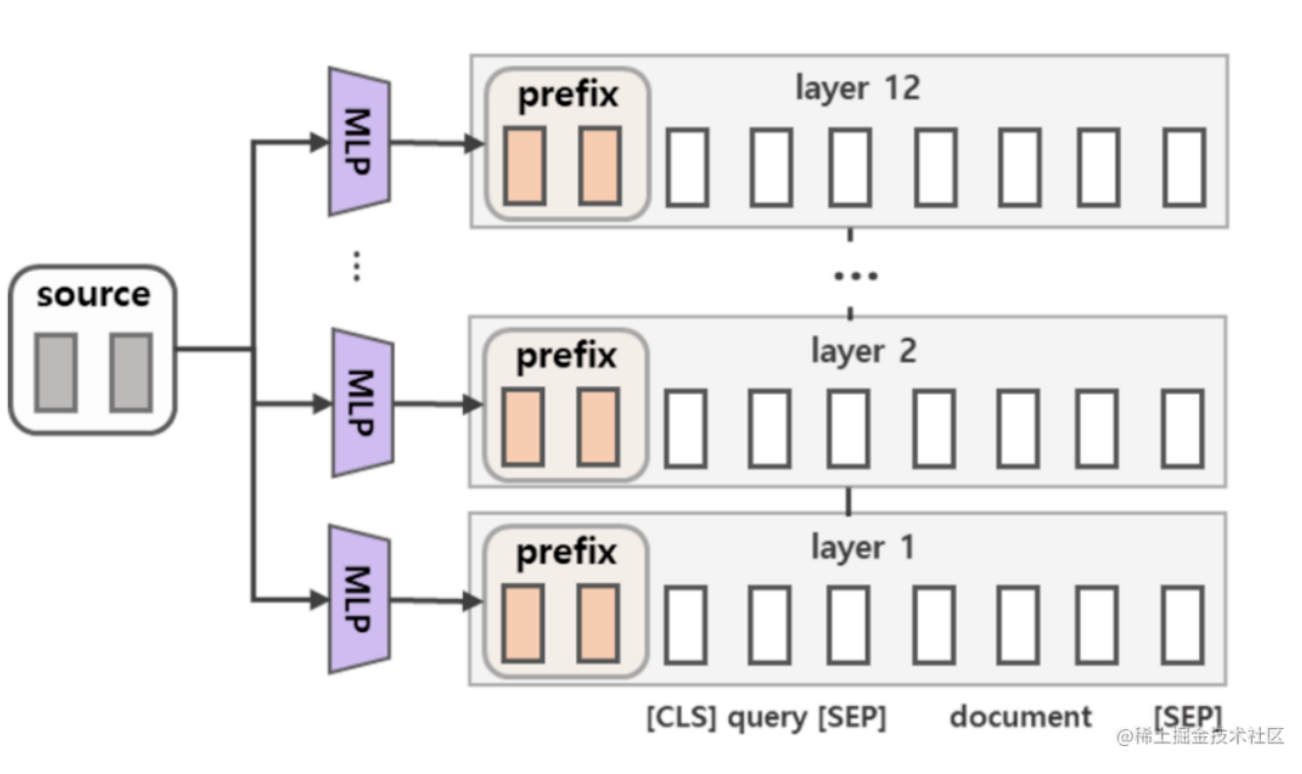 prefix
layer 12
MLP
source
prefix
layer 2
MLP
prefix
layer 1
MLP
[CLS] query [SEP] document [SEP]
@稀土掘金技术社区